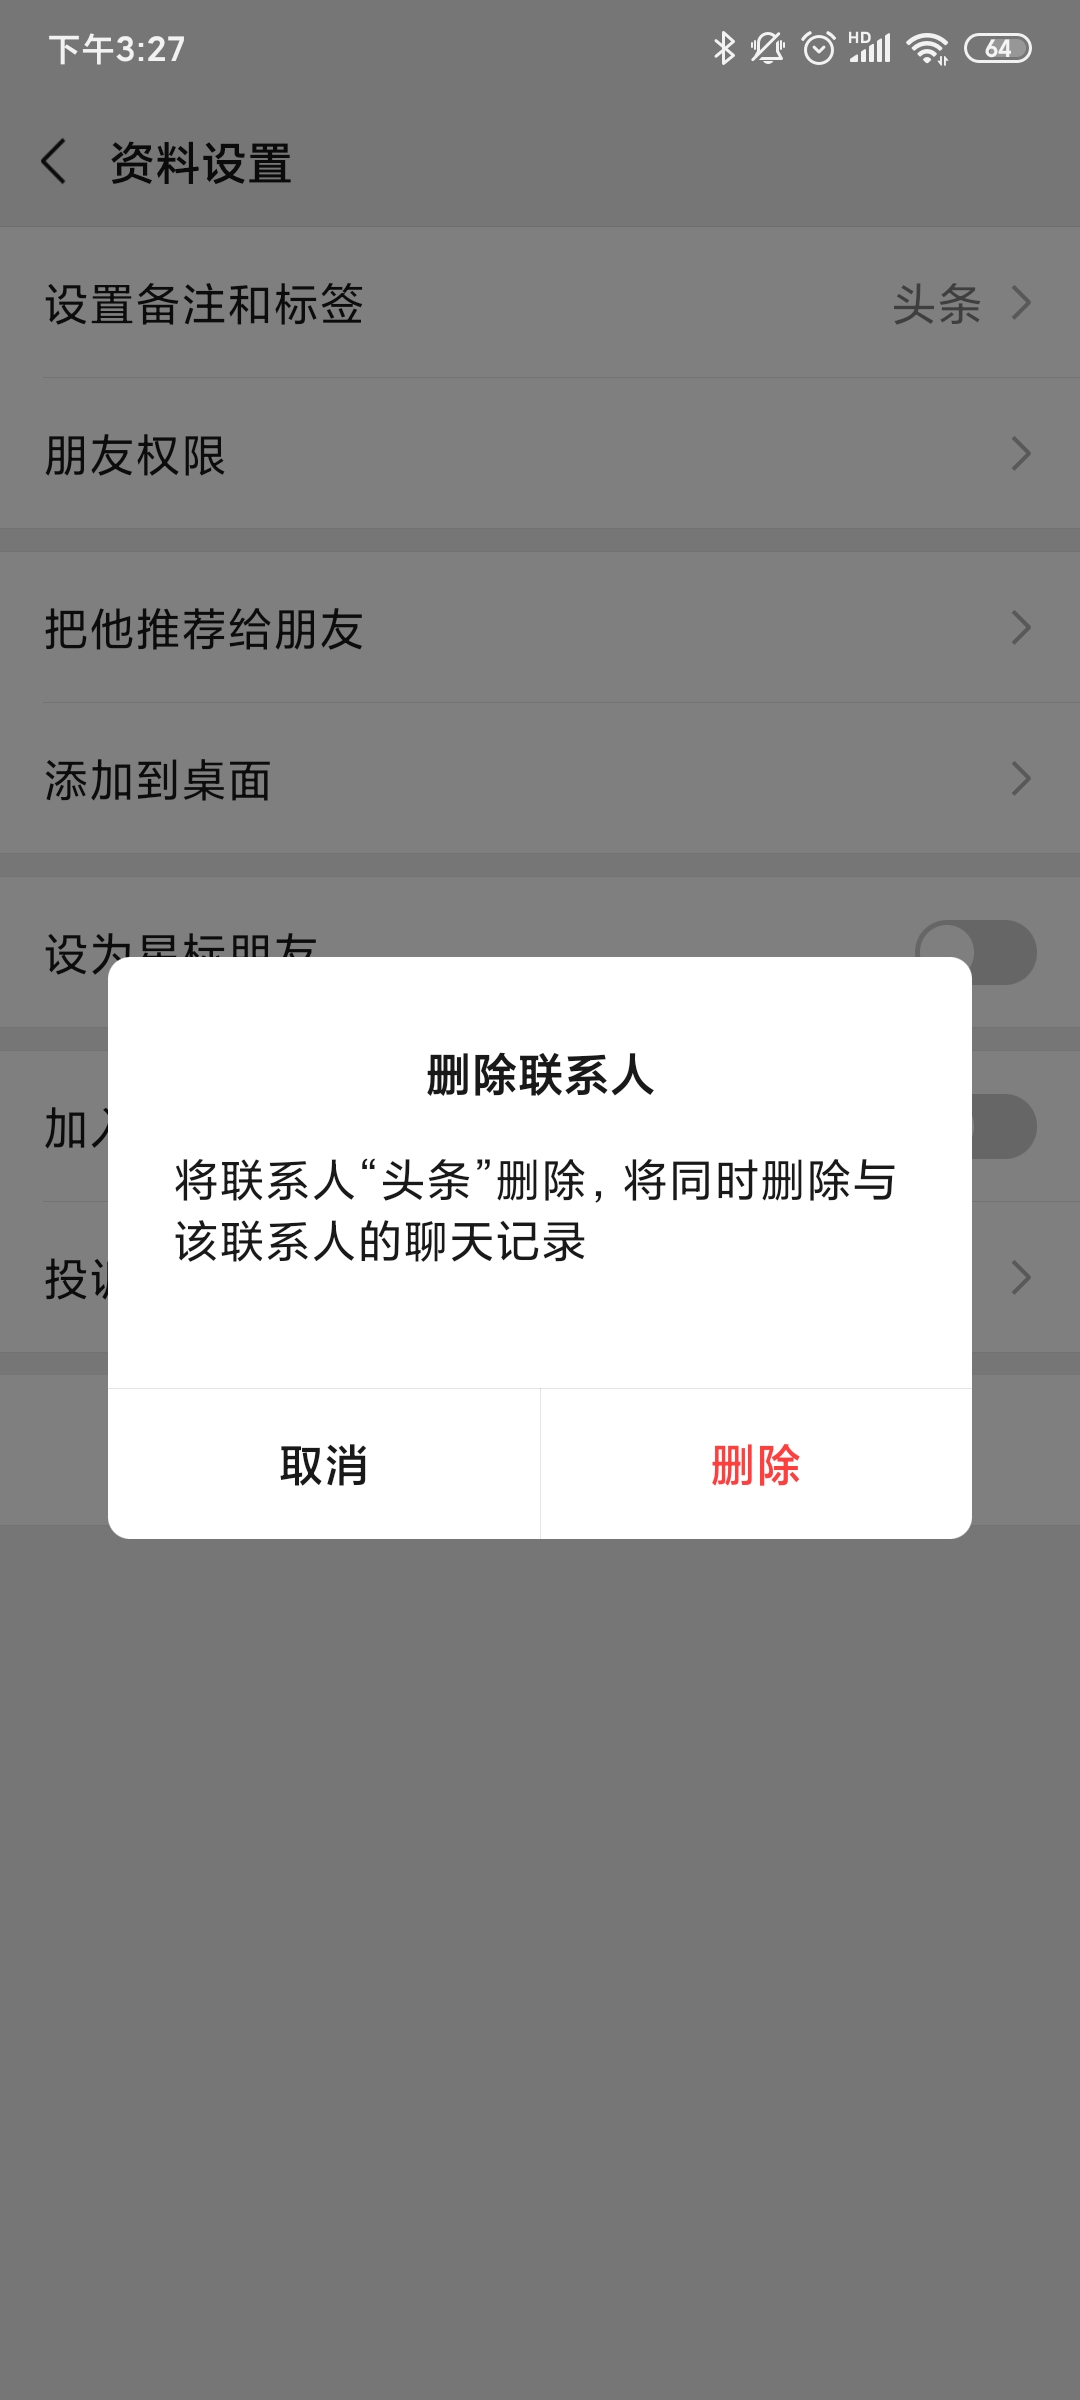 下午3:27
HD
64
资料设置
设置备注和标签 头条
朋友权限
把他推荐给朋友
添加到桌面
设为星标朋友
加
投
删除联系人
将联系人“头条”删除，将同时删除与
该联系人的聊天记录
取消 删除